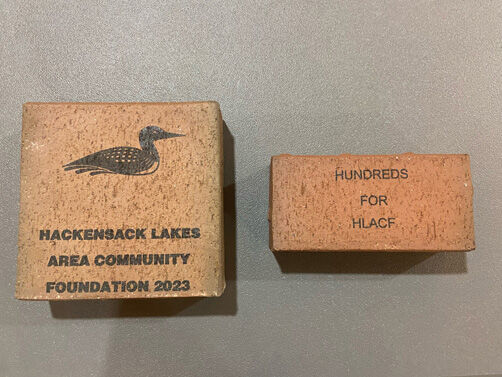 HACKENSACK LAKES
AREA COMMUNITY
FOUNDATION 2023
HUNDREDS
FOR
HLACF